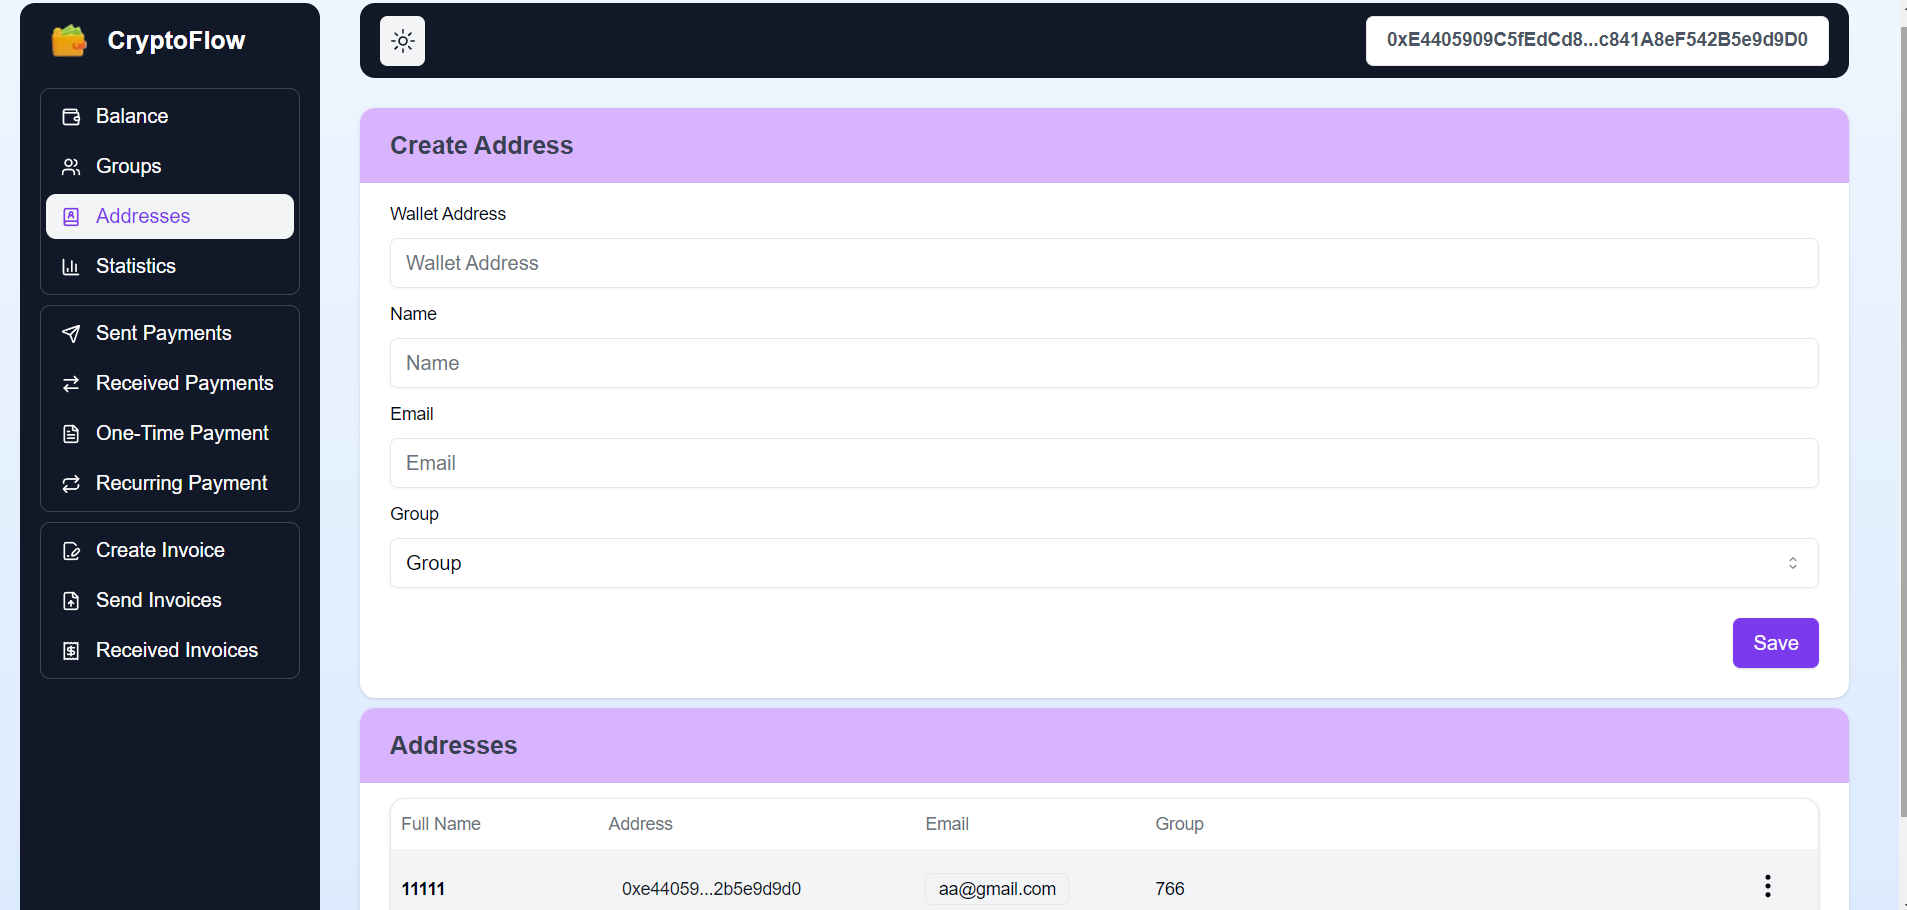 CryptoFlow
Balance
Groups
Addresses
Statistics
Sent Payments
Received Payments
One-Time Payment
Recurring Payment
Create Invoice
Send Invoices
Received Invoices
0xE4405909C5fEdCd8...c841A8eF542B5e9d9D0
Create Address
Wallet Address
Wallet Address
Name
Name
Email
Email
Group
Group
Save
Addresses
Full Name Address Email Group
11111 0xe44059...2b5e9d9d0 aa@gmail.com 766